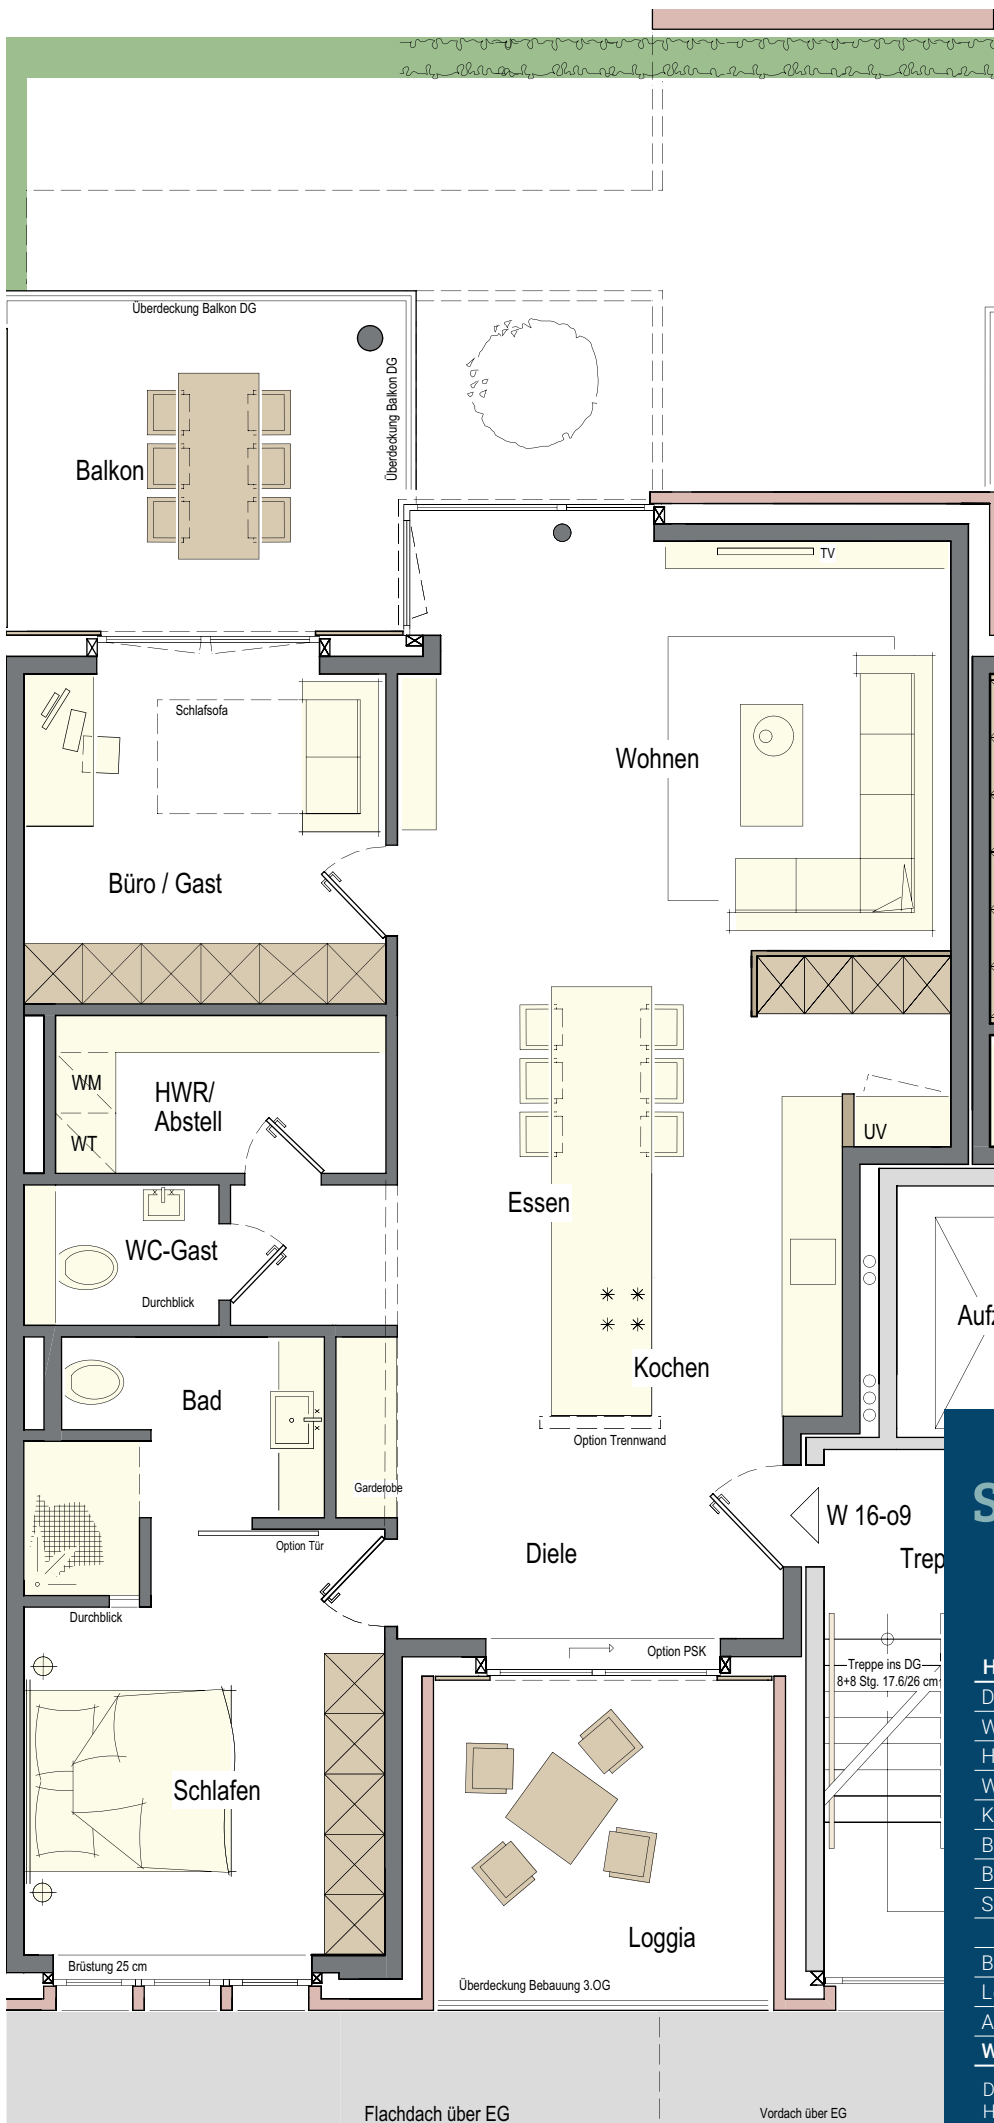 Überdeckung Balkon DG
Überdeckung Balkon DG
Balkon
TV
Schlafsofa
Wohnen
Büro / Gast
WM
HWR/
Abstell
WT
UV
Essen
WC-Gast
Durchblick
Kochen
Bad
Option Trennwand
Garderobe
W 16-o9
Option Tür
Diele
Durchblick
Option PSK
Treppe ins DG
8+8 Stg. 17.6/26 cm
Schlafen
Loggia
Brüstung 25 cm
Überdeckung Bebauung 3.OG
Flachdach über EG
Vordach über EG